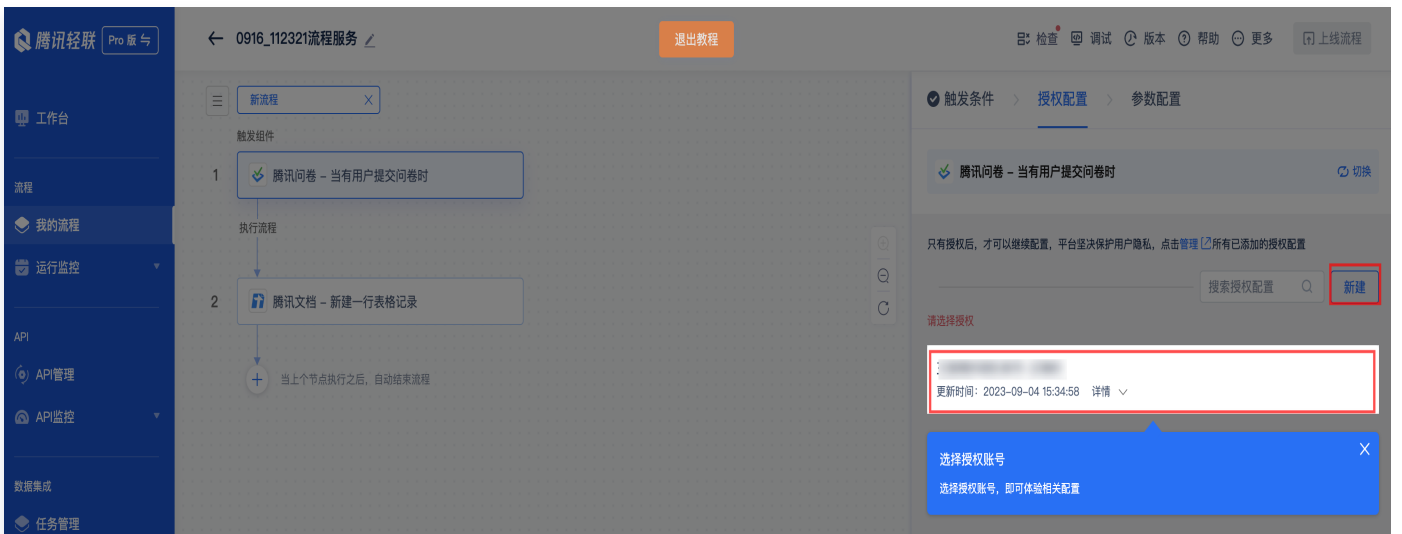 腾讯轻联 Pro 版
0916_112321流程服务
退出教程
检查 调试 版本 帮助 更多 上线流程
工作台
流程
我的流程
运行监控
API
API管理
API监控
数据集成
任务管理
新流程
触发组件
1 腾讯问卷 – 当有用户提交问卷时
执行流程
2 腾讯文档 – 新建一行表格记录
当上个节点执行之后，自动结束流程
触发条件 授权配置 参数配置
腾讯问卷 – 当有用户提交问卷时 切换
只有授权后，才可以继续配置，平台坚决保护用户隐私，点击管理所有已添加的授权配置
搜索授权配置 新建
请选择授权
更新时间：2023–09–04 15:34:58 详情
选择授权账号
选择授权账号，即可体验相关配置